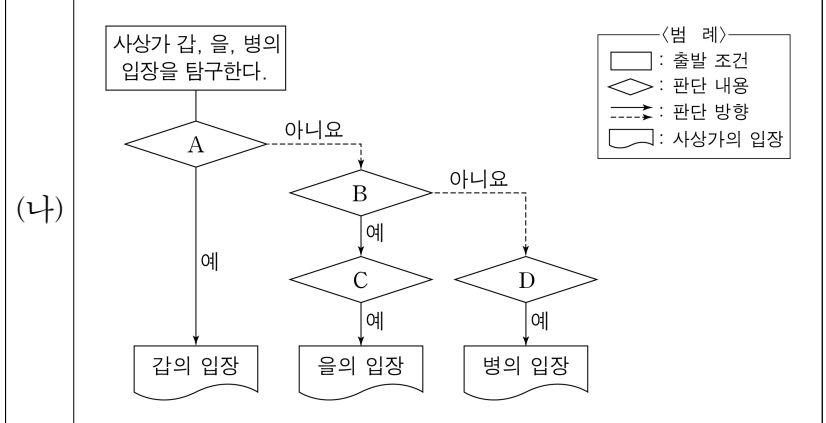 사상가 갑, 을, 병의
입장을 탐구한다.
〈범 례〉
: 출발 조건
: 판단 내용
: 판단 방향
: 사상가의 입장
A
아니요
B
아니요
(나)
예
예
C
D
예
예
갑의 입장
을의 입장
병의 입장